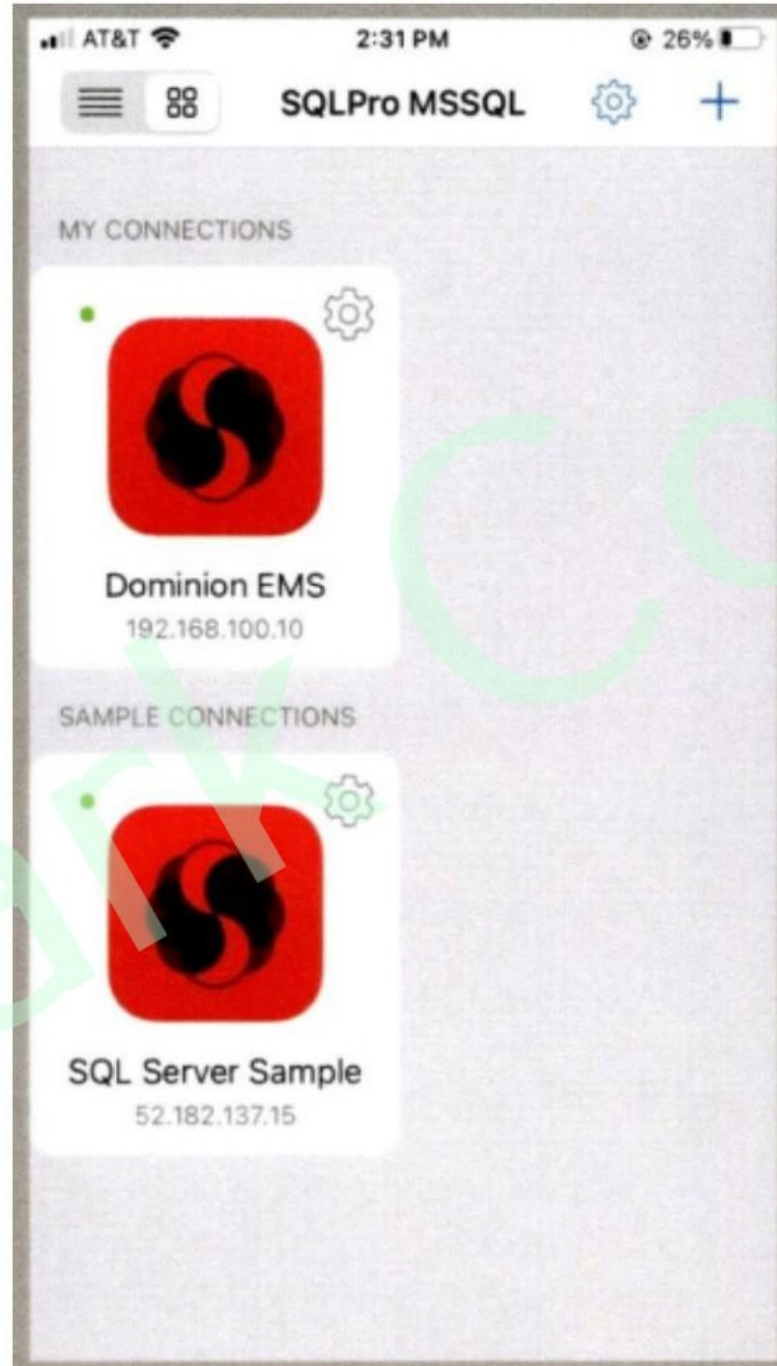 AT&T 2:31 PM 26%
SQLPro MSSQL
MY CONNECTIONS
Dominion EMS
192.168.100.10
SAMPLE CONNECTIONS
SQL Server Sample
52.182.137.15